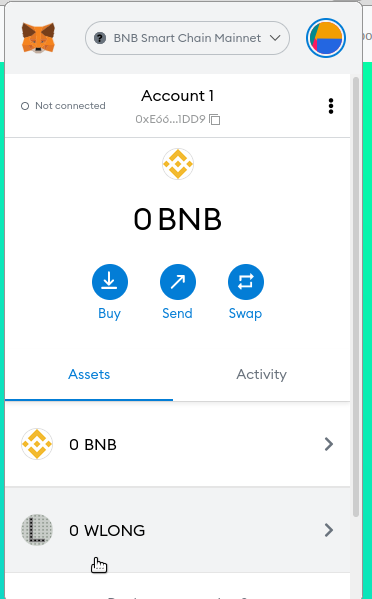 BNB Smart Chain Mainnet
Not connected
Account 1
0xE66...1DD9
0 BNB
Buy
Send
Swap
Assets
Activity
0 BNB
0 WLONG